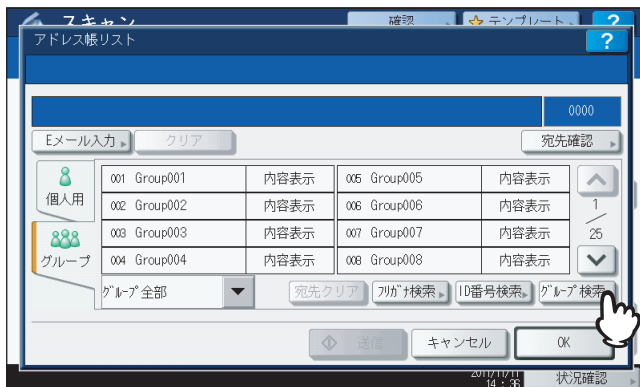 スキャン 確認 テンプレート ?
アドレス帳リスト ?
0000
Eメール入力 クリア 宛先確認
個人用
グループ
001 Group001 内容表示 005 Group005 内容表示
002 Group002 内容表示 006 Group006 内容表示
003 Group003 内容表示 007 Group007 内容表示
004 Group004 内容表示 008 Group008 内容表示
1/25
グループ全部 宛先クリア フリガナ検索 ID番号検索 グループ検索
送信 キャンセル OK
2011/11/11
14:36 状況確認